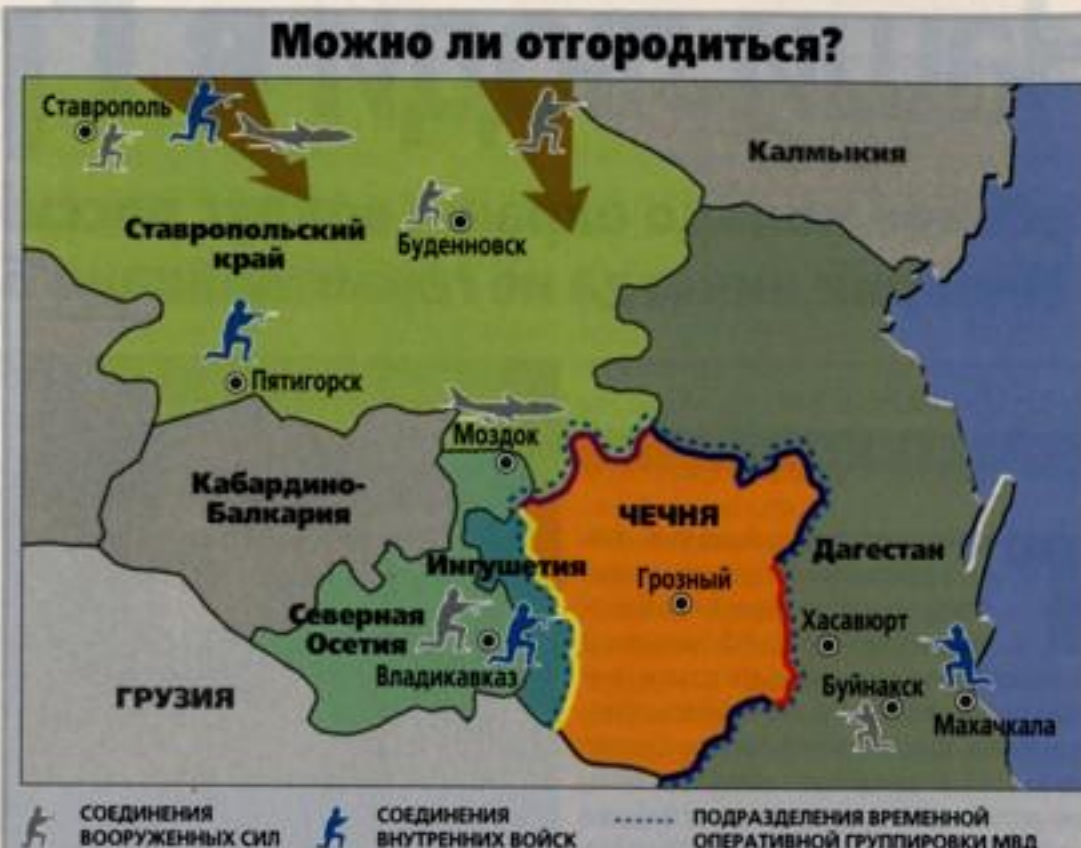 Можно ли отгородиться?
Ставрополь
Калмыкия
Ставропольский
край
Буденновск
Пятигорск
Моздок
Кабардино-
Балкария
ЧЕЧНЯ
Дагестан
Ингушетия
Грозный
Северная
Осетия
Хасавюрт
Владикавказ
Буйнакск
ГРУЗИЯ
Махачкала
СОЕДИНЕНИЯ
ВООРУЖЕННЫХ СИЛ
СОЕДИНЕНИЯ
ВНУТРЕННИХ ВОЙСК
ПОДРАЗДЕЛЕНИЯ ВРЕМЕННОЙ
ОПЕРАТИВНОЙ ГРУППИРОВКИ МВД